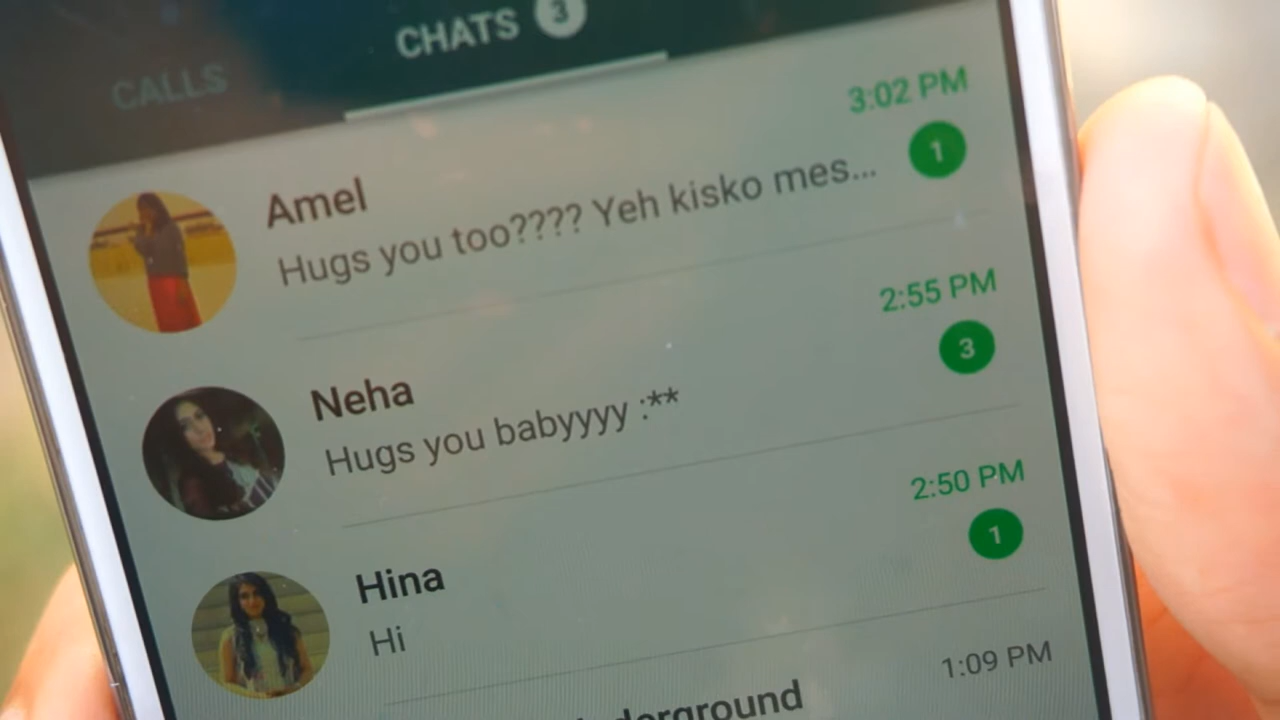 CALLS
CHATS 3
3:02 PM
Amel
Hugs you too???? Yeh kisko mes... 1
2:55 PM
Neha
3
Hugs you babyyyy :**
2:50 PM
Hina
1
Hi
1:09 PM